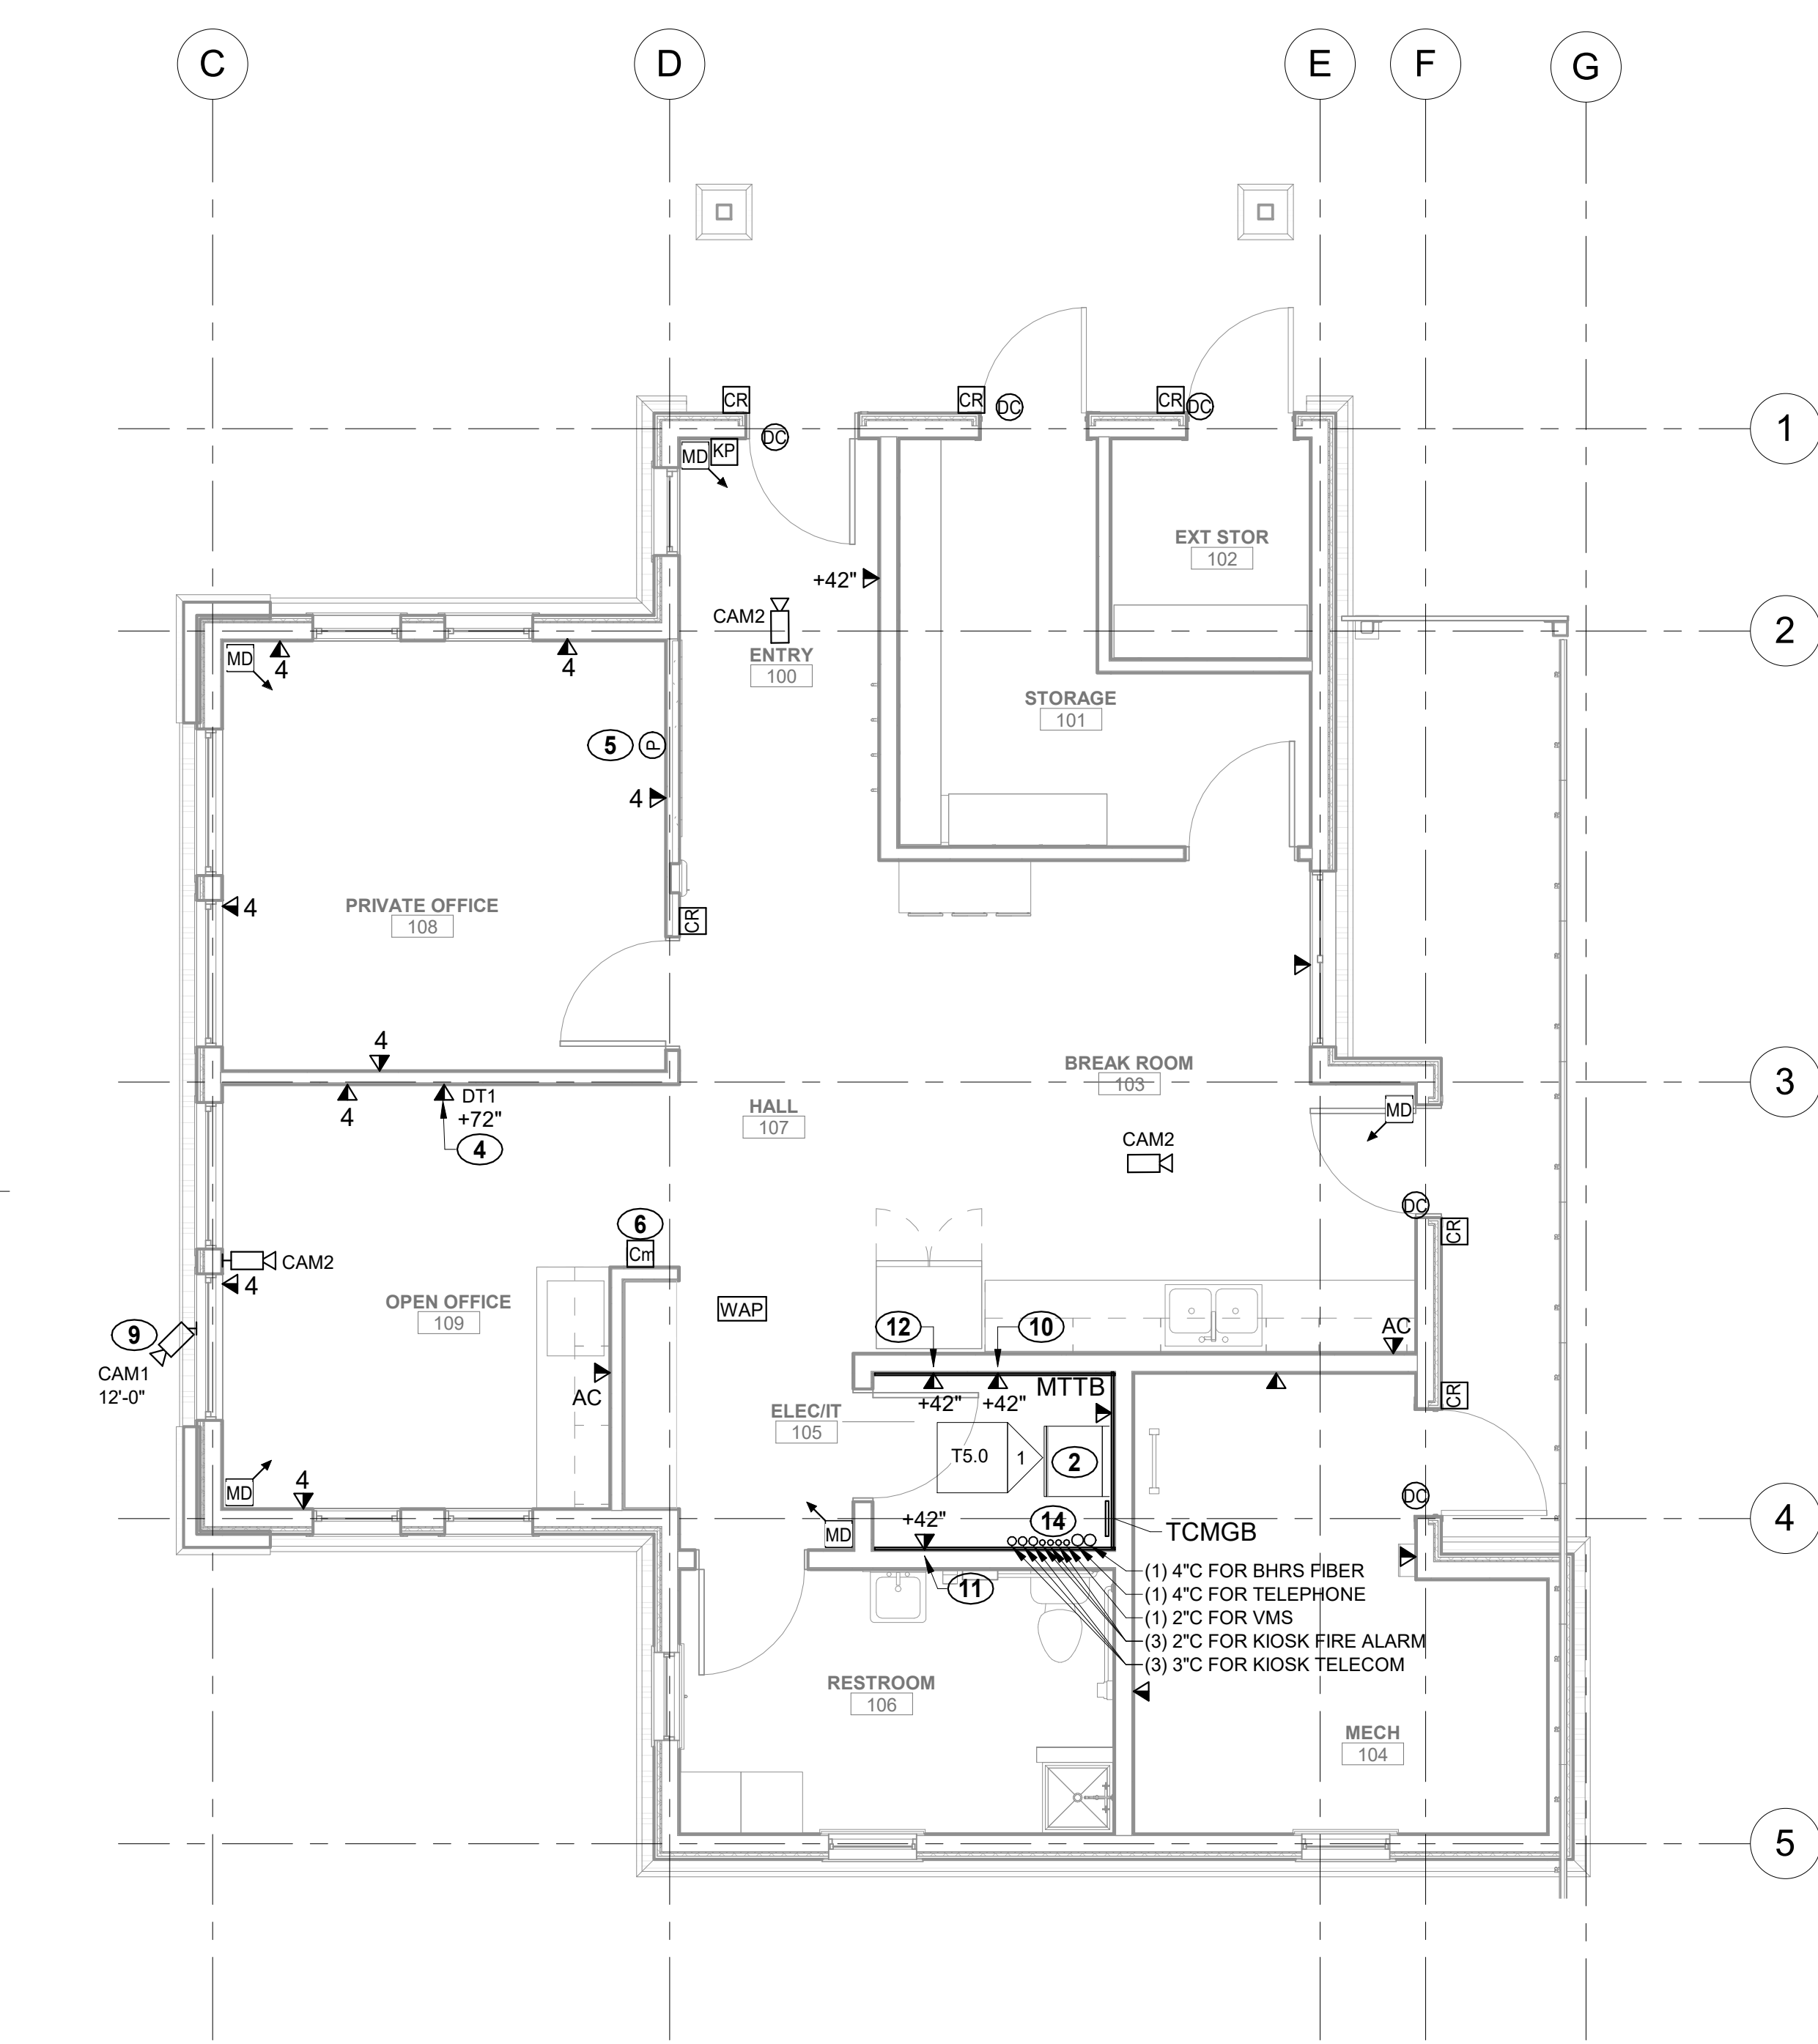 C
D
E
F
G
CR
CR
CR
DC
DC
DC
1
MD
KP
EXT STOR
102
+42"
CAM2
2
ENTRY
100
MD
4
4
STORAGE
101
5
P
4
PRIVATE OFFICE
108
4
CR
4
BREAK ROOM
103
3
4
DT1
+72"
4
HALL
107
MD
CAM2
DC
CR
6
Cm
CAM2
4
OPEN OFFICE
109
WAP
9
CAM1
12'-0"
12
10
AC
AC
+42"
+42"
MTTB
CR
ELEC/IT
105
T5.0
1
2
MD
4
DC
MD
+42"
14
4
TCMGB
11
(1) 4"C FOR BHRS FIBER
(1) 4"C FOR TELEPHONE
(1) 2"C FOR VMS
(3) 2"C FOR KIOSK FIRE ALARM
(3) 3"C FOR KIOSK TELECOM
RESTROOM
106
MECH
104
5